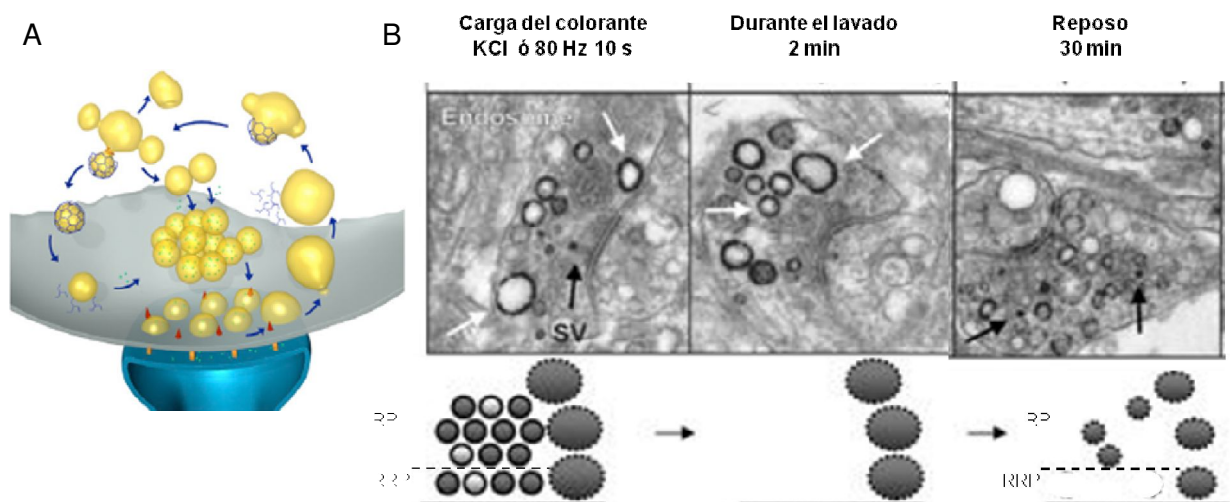 A
B
Carga del colorante
KCl ó 80 Hz 10 s
Durante el lavado
2 min
Reposo
30 min
Endosome
SV
RP
RRP
RP
RRP